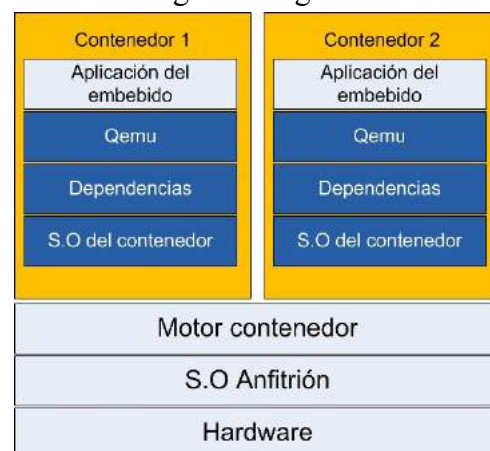 Contenedor 1
Aplicación del
embebido
Qemu
Dependencias
S.O del contenedor
Contenedor 2
Aplicación del
embebido
Qemu
Dependencias
S.O del contenedor
Motor contenedor
S.O Anfitrión
Hardware